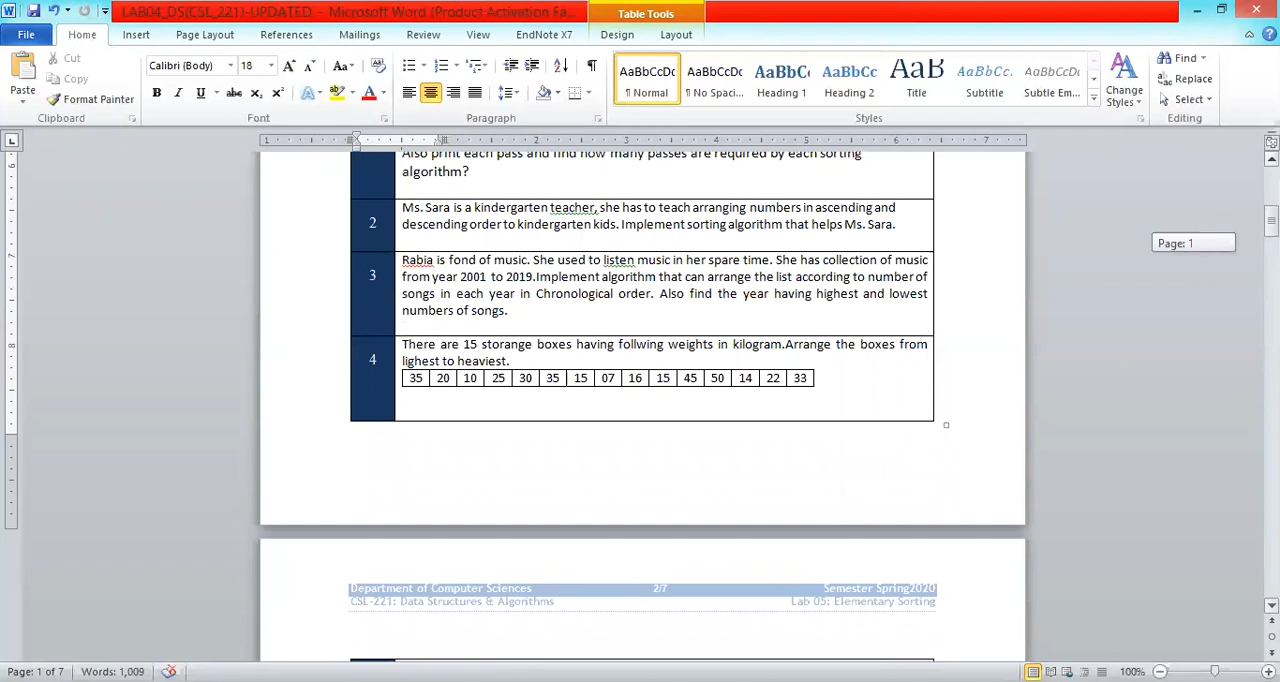 LAB04_DS(CSL_221)-UPDATED - Microsoft Word (Product Activation Fa...
Table Tools
File Home Insert Page Layout References Mailings Review View EndNote X7 Design Layout
Paste
Cut
Copy
Format Painter
Clipboard
Calibri (Body) 18
Font
Paragraph
AaBbCcDc AaBbCcDc AaBbC AaBbCc AaB AaBbCc. AaBbCcDc
¶ Normal ¶ No Spaci... Heading 1 Heading 2 Title Subtitle Subtle Em...
Styles
Change Styles
Find
Replace
Select
Editing
1 1 2 3 4 5 6 7
Also print each pass and find how many passes are required by each sorting
algorithm?
2
Ms. Sara is a kindergarten teacher, she has to teach arranging numbers in ascending and
descending order to kindergarten kids. Implement sorting algorithm that helps Ms. Sara.
3
Rabia is fond of music. She used to listen music in her spare time. She has collection of music
from year 2001 to 2019.Implement algorithm that can arrange the list according to number of
songs in each year in Chronological order. Also find the year having highest and lowest
numbers of songs.
4
There are 15 storange boxes having follwing weights in kilogram.Arrange the boxes from
lighest to heaviest.
35 20 10 25 30 35 15 07 16 15 45 50 14 22 33
Page: 1
Department of Computer Sciences 2/7 Semester Spring2020
CSL-221: Data Structures & Algorithms Lab 05: Elementary Sorting
Page: 1 of 7 Words: 1,009 100%